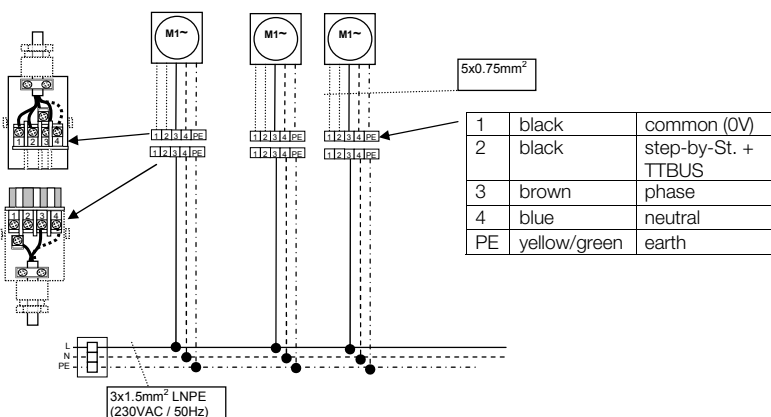 M1~ M1~ M1~
5x0.75mm²
1 2 3 4 PE 1 2 3 4 PE 1 2 3 4 PE
1 2 3 4 PE 1 2 3 4 PE 1 2 3 4 PE
1 2 3 4
1 2 3 4
1 black common (0V)
2 black step-by-St. +
TTBUS
3 brown phase
4 blue neutral
PE yellow/green earth
L
N
PE
3x1.5mm² LNPE
(230VAC / 50Hz)